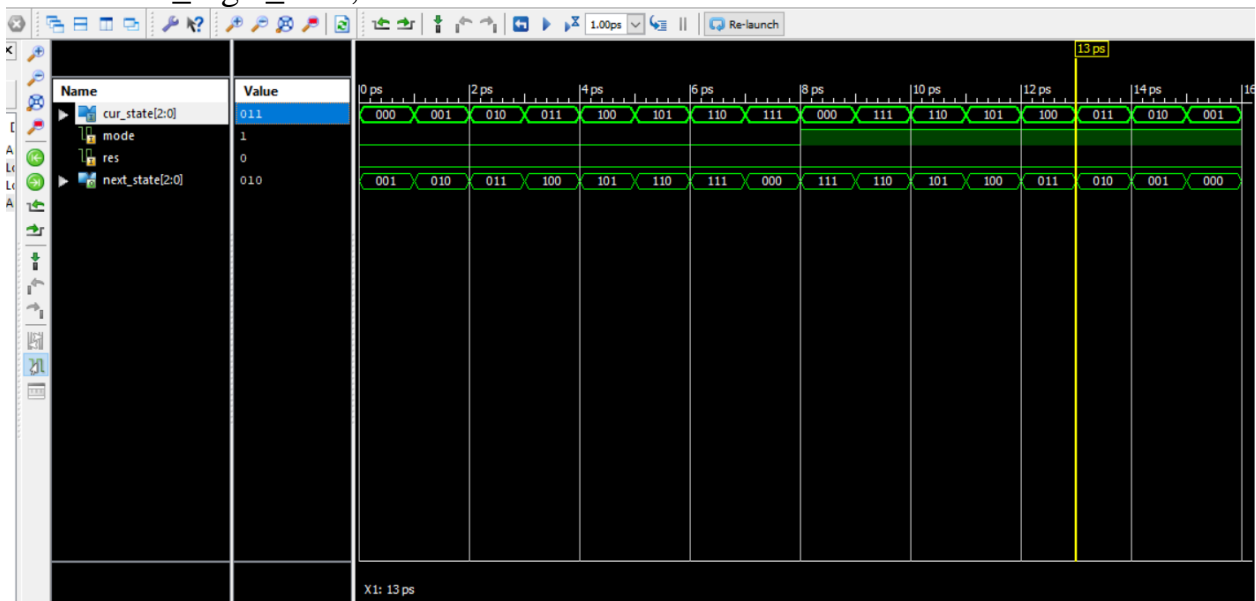 1.00ps Re-launch
13 ps
Name Value 0 ps 2 ps 4 ps 6 ps 8 ps 10 ps 12 ps 14 ps 16
cur_state[2:0] 011 000 001 010 011 100 101 110 111 000 111 110 101 100 011 010 001
mode 1
res 0
next_state[2:0] 010 001 010 011 100 101 110 111 000 111 110 101 100 011 010 001 000
X1: 13 ps